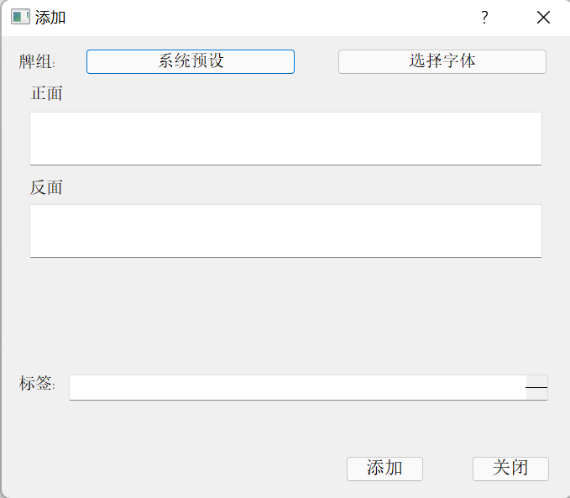 添加
牌组: 系统预设 选择字体
正面
反面
标签:
添加 关闭